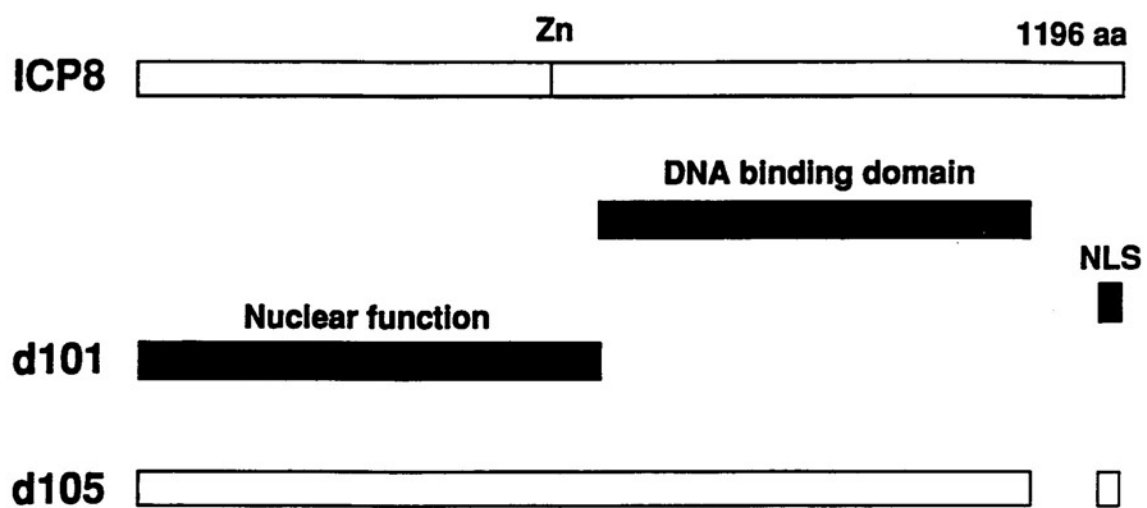 Zn
1196 aa
ICP8
DNA binding domain
NLS
Nuclear function
d101
d105